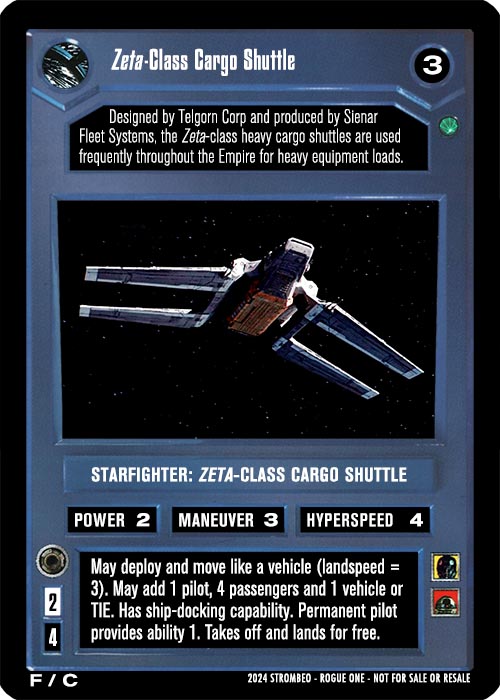 Zeta-Class Cargo Shuttle
3
Designed by Telgorn Corp and produced by Sienar
Fleet Systems, the Zeta-class heavy cargo shuttles are used
frequently throughout the Empire for heavy equipment loads.
STARFIGHTER: ZETA-CLASS CARGO SHUTTLE
POWER 2 MANEUVER 3 HYPERSPEED 4
May deploy and move like a vehicle (landspeed =
3). May add 1 pilot, 4 passengers and 1 vehicle or
TIE. Has ship-docking capability. Permanent pilot
provides ability 1. Takes off and lands for free.
2
4
F / C
2024 STROMBEO - ROGUE ONE - NOT FOR SALE OR RESALE